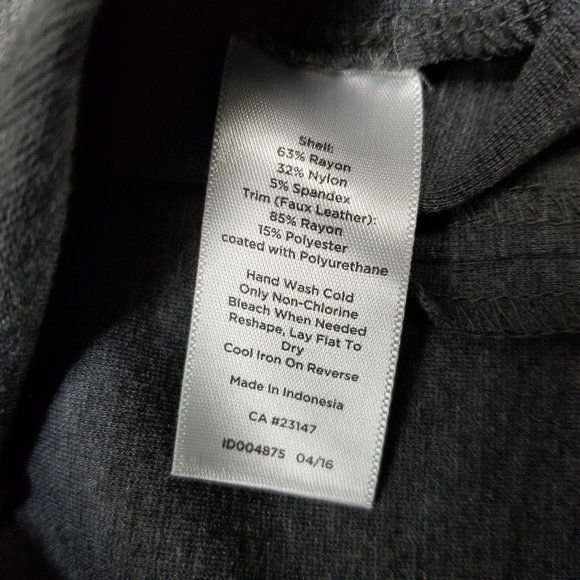 Shell:
63% Rayon
32% Nylon
5% Spandex
Trim (Faux Leather):
85% Rayon
15% Polyester
coated with Polyurethane
Hand Wash Cold
Only Non-Chlorine
Bleach When Needed
Reshape, Lay Flat To
Dry
Cool Iron On Reverse
Made In Indonesia
CA #23147
ID004875 04/16